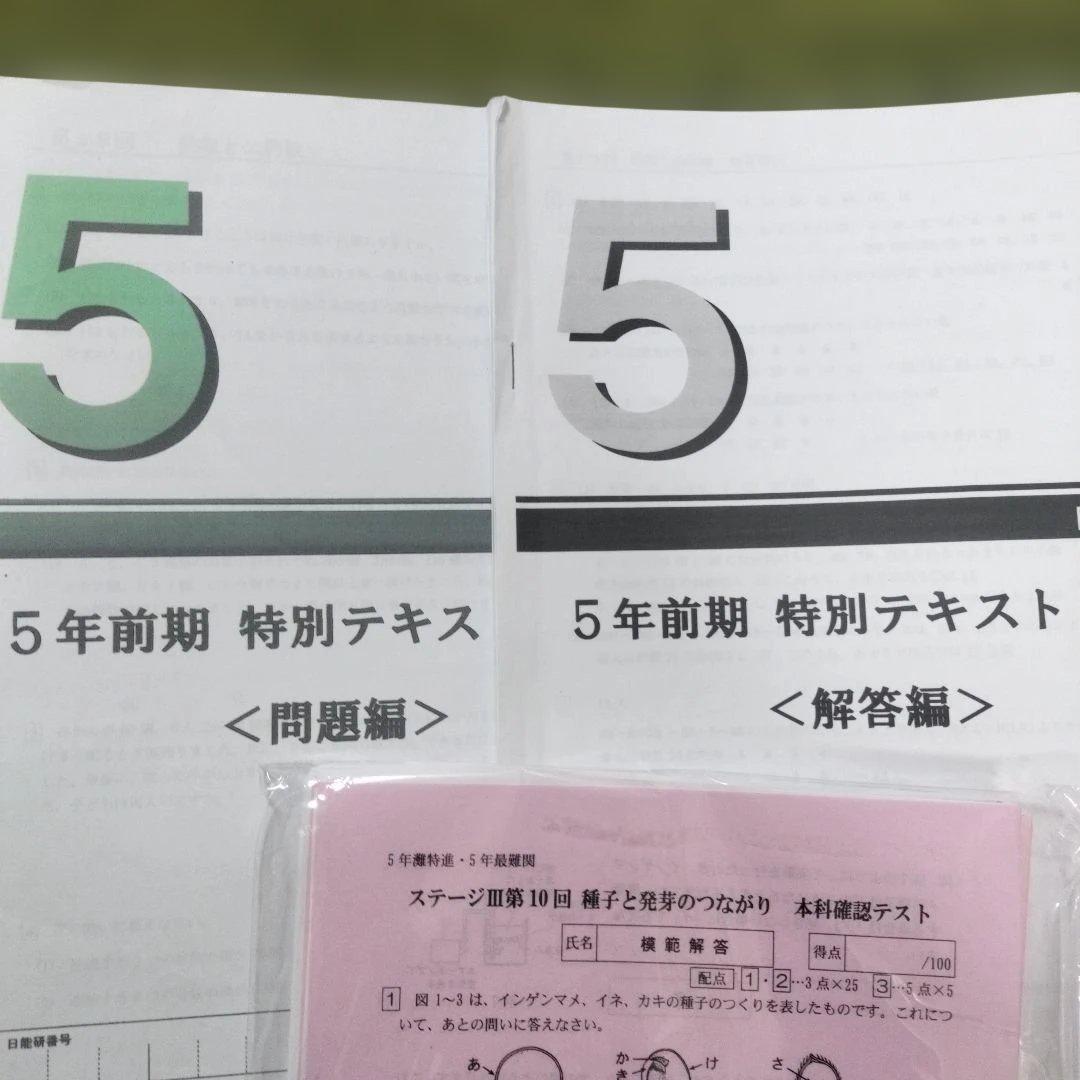 5
5
5年前期 特別テキス
5年前期 特別テキスト
＜問題編＞
＜解答編＞
日能研番号
5年灘特進・5年最難関
ステージⅢ第10回 種子と発芽のつながり 本科確認テスト
氏名 模範解答 得点 /100
配点 1・2…3点×25 3…5点×5
1 図1～3は、インゲンマメ、イネ、カキの種子のつくりを表したものです。これにつ
いて、あとの問いに答えなさい。
あ か け さ
き